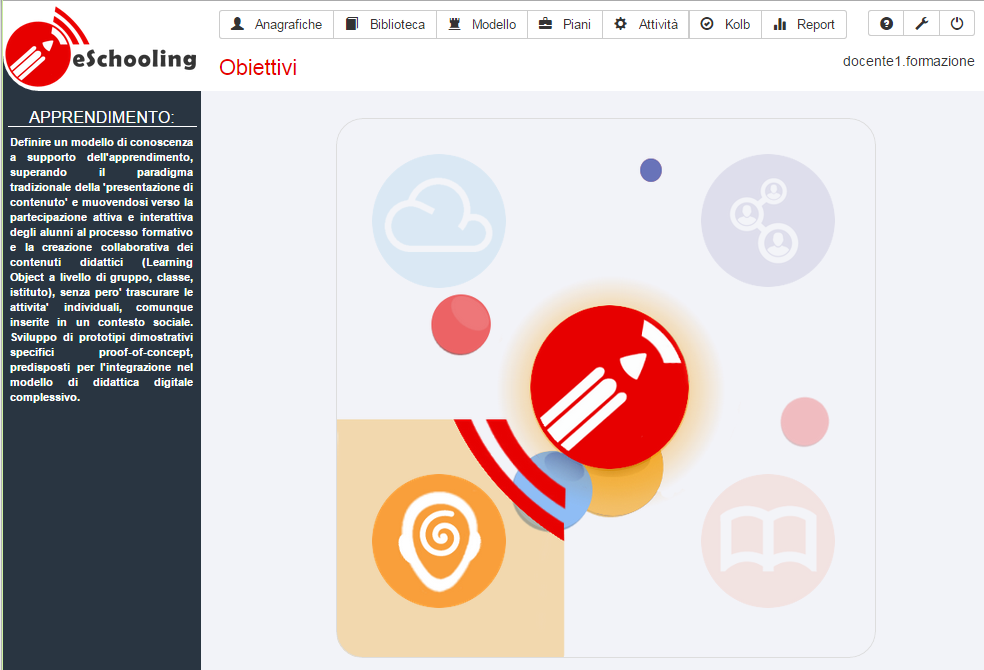 eSchooling
Anagrafiche Biblioteca Modello Piani Attività Kolb Report
Obiettivi
docente1.formazione
APPRENDIMENTO:
Definire un modello di conoscenza
a supporto dell'apprendimento,
superando il paradigma
tradizionale della 'presentazione di
contenuto' e muovendosi verso la
partecipazione attiva e interattiva
degli alunni al processo formativo
e la creazione collaborativa dei
contenuti didattici (Learning
Object a livello di gruppo, classe,
istituto), senza pero' trascurare le
attivita' individuali, comunque
inserite in un contesto sociale.
Sviluppo di prototipi dimostrativi
specifici proof-of-concept,
predisposti per l'integrazione nel
modello di didattica digitale
complessivo.